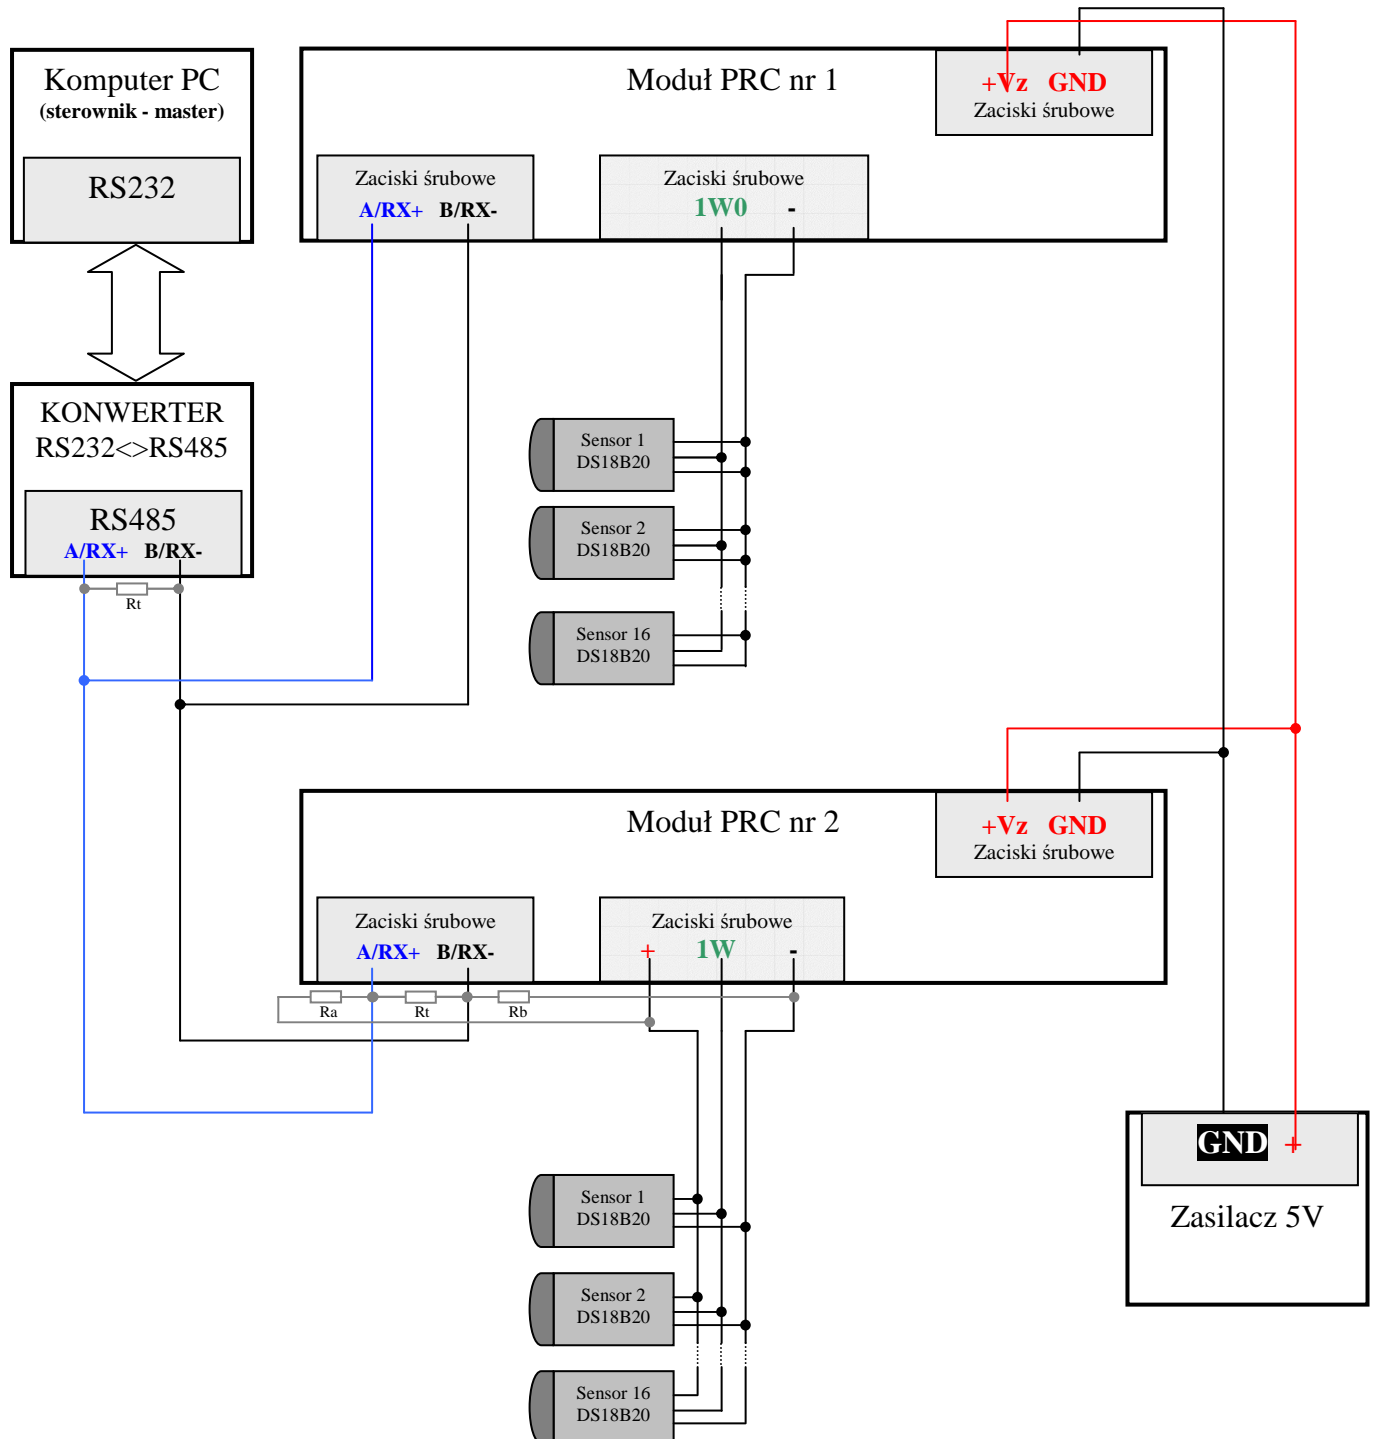 Komputer PC
(sterownik - master)
RS232
KONWERTER
RS232<>RS485
RS485
A/RX+ B/RX-
Rt
Moduł PRC nr 1
+Vz GND
Zaciski śrubowe
Zaciski śrubowe
A/RX+ B/RX-
Zaciski śrubowe
1W0 -
Sensor 1
DS18B20
Sensor 2
DS18B20
Sensor 16
DS18B20
Moduł PRC nr 2
+Vz GND
Zaciski śrubowe
Zaciski śrubowe
A/RX+ B/RX-
Zaciski śrubowe
+ 1W -
Ra Rt Rb
Sensor 1
DS18B20
Sensor 2
DS18B20
Sensor 16
DS18B20
GND +
Zasilacz 5V